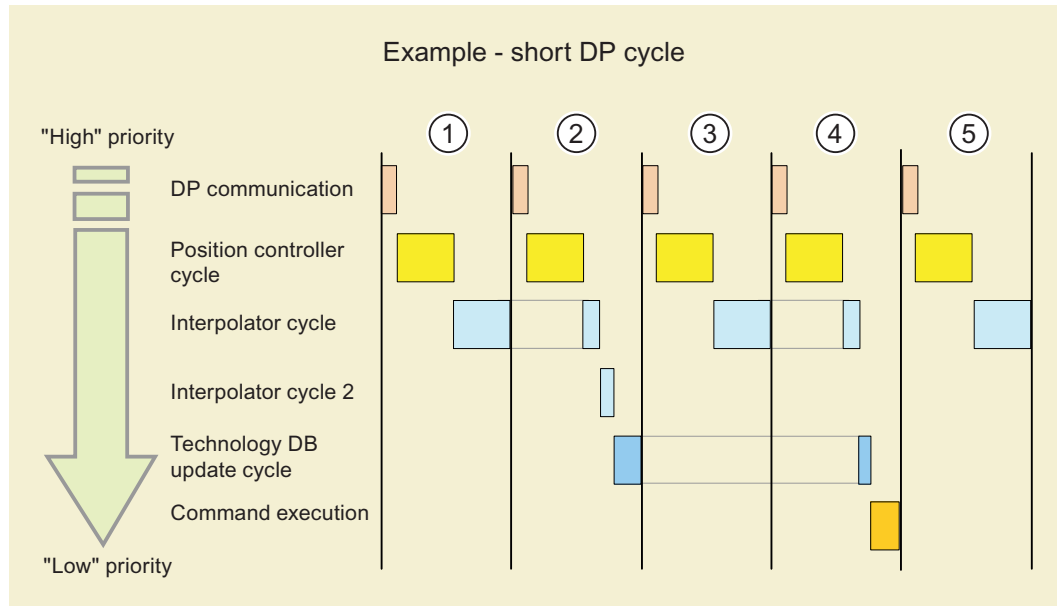 Example - short DP cycle
1 2 3 4 5
"High" priority
DP communication
Position controller
cycle
Interpolator cycle
Interpolator cycle 2
Technology DB
update cycle
Command execution
"Low" priority